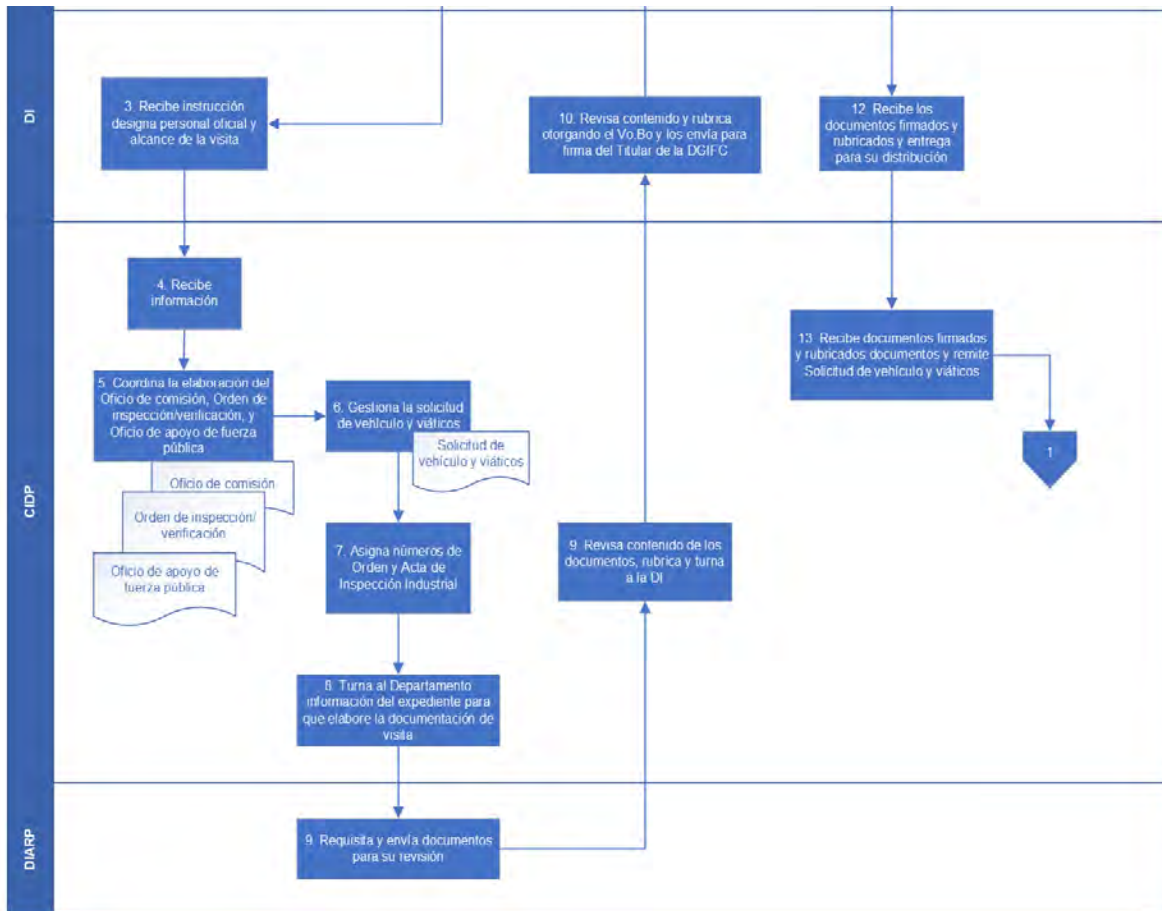 DI
3. Recibe instrucción
designa personal oficial y
alcance de la visita
10. Revisa contenido y rubrica
otorgando el Vo.Bo y los envía para
firma del Titular de la DGIFC
12. Recibe los
documentos firmados y
rubricados y entrega
para su distribución
CIDP
4. Recibe
información
5. Coordina la elaboración del
Oficio de comisión, Orden de
inspección/verificación, y
Oficio de apoyo de fuerza
pública
Oficio de comisión
Orden de inspección/
verificación
Oficio de apoyo de
fuerza pública
6. Gestiona la solicitud
de vehículo y viáticos
Solicitud de
vehículo y viáticos
7. Asigna números de
Orden y Acta de
Inspección Industrial
8. Turna al Departamento
información del expediente para
que elabore la documentación de
visita
9. Revisa contenido de los
documentos, rubrica y turna
a la DI
13. Recibe documentos firmados
y rubricados documentos y remite
Solicitud de vehículo y viáticos
1
DIARP
9. Requisita y envía documentos
para su revisión